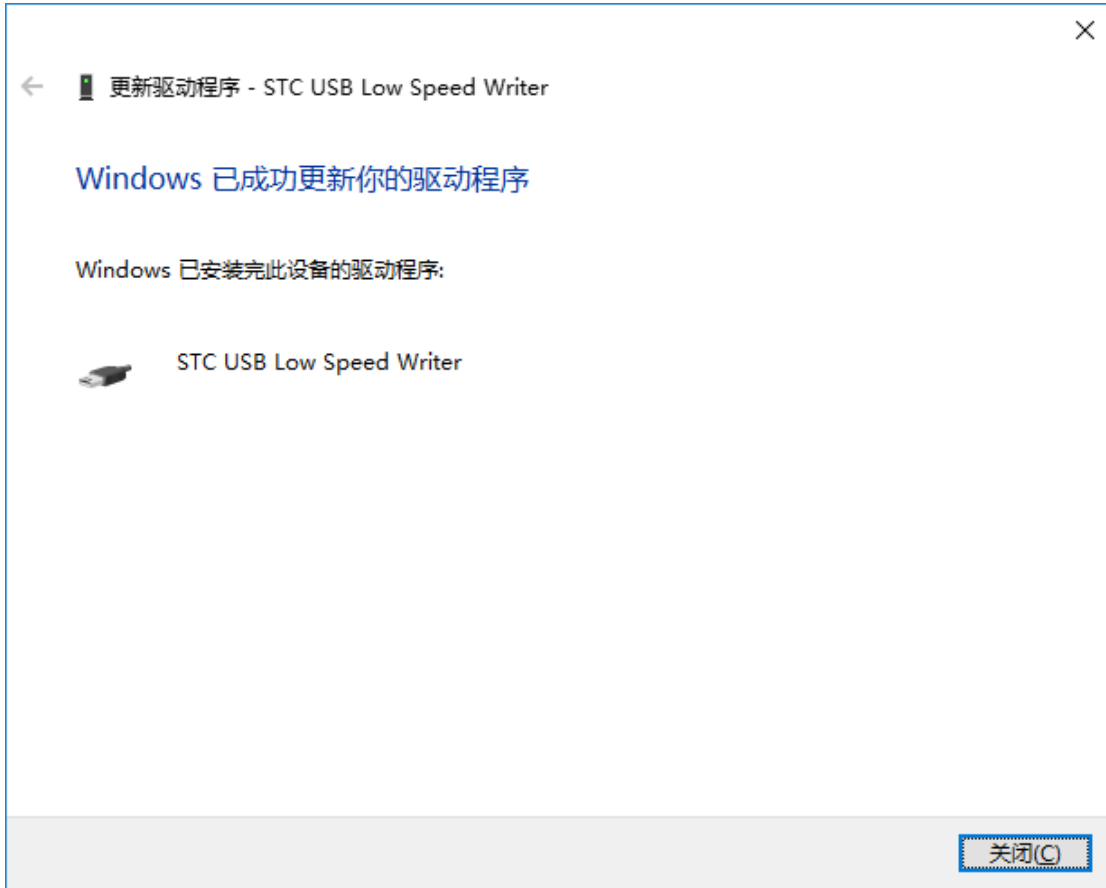 更新驱动程序 - STC USB Low Speed Writer
Windows 已成功更新你的驱动程序
Windows 已安装完此设备的驱动程序:
STC USB Low Speed Writer
关闭(C)